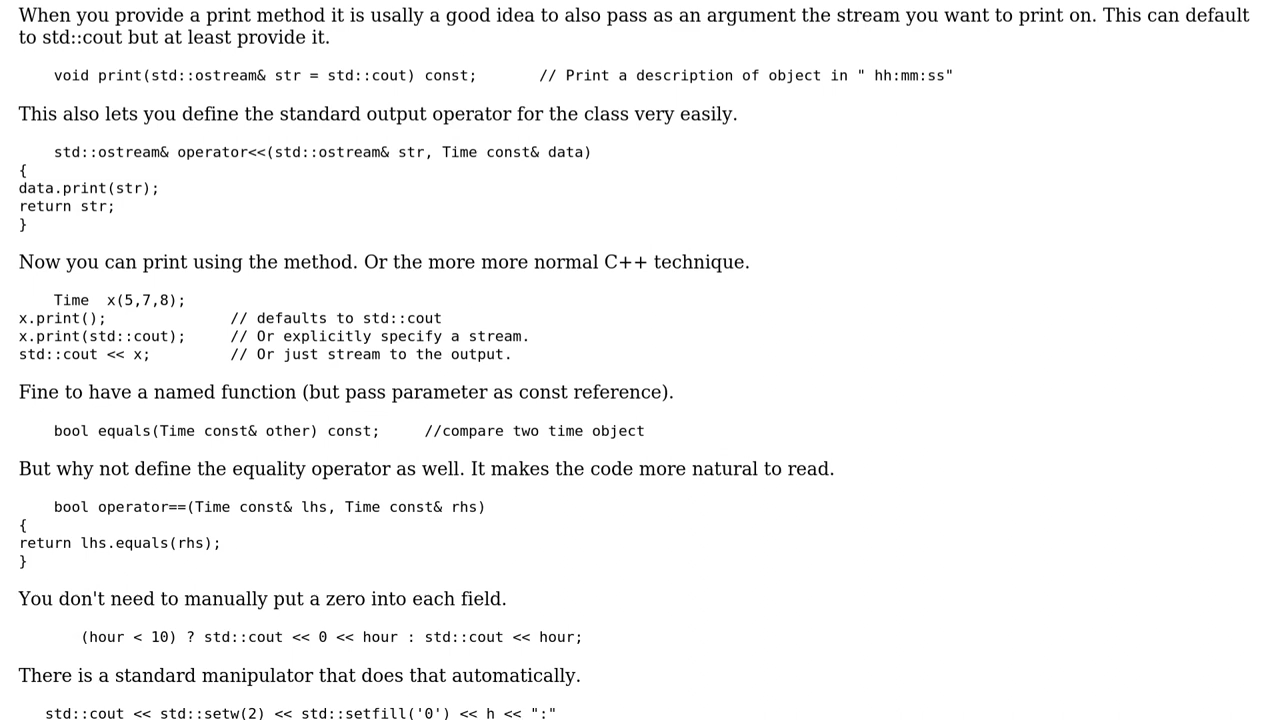 When you provide a print method it is usally a good idea to also pass as an argument the stream you want to print on. This can default
to std::cout but at least provide it.
void print(std::ostream& str = std::cout) const;       // Print a description of object in " hh:mm:ss"
This also lets you define the standard output operator for the class very easily.
std::ostream& operator<<(std::ostream& str, Time const& data)
{
data.print(str);
return str;
}
Now you can print using the method. Or the more more normal C++ technique.
Time  x(5,7,8);
x.print();              // defaults to std::cout
x.print(std::cout);     // Or explicitly specify a stream.
std::cout << x;         // Or just stream to the output.
Fine to have a named function (but pass parameter as const reference).
bool equals(Time const& other) const;     //compare two time object
But why not define the equality operator as well. It makes the code more natural to read.
bool operator==(Time const& lhs, Time const& rhs)
{
return lhs.equals(rhs);
}
You don't need to manually put a zero into each field.
(hour < 10) ? std::cout << 0 << hour : std::cout << hour;
There is a standard manipulator that does that automatically.
std::cout << std::setw(2) << std::setfill('0') << h << ":"